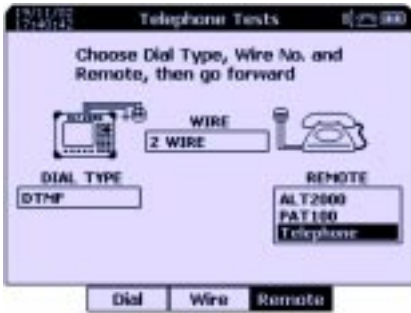 Telephone Tests
Choose Dial Type, Wire No. and
Remote, then go forward
WIRE
2 WIRE
DIAL TYPE
DTMF
REMOTE
ALT2000
PAT100
Telephone
Dial
Wire
Remote